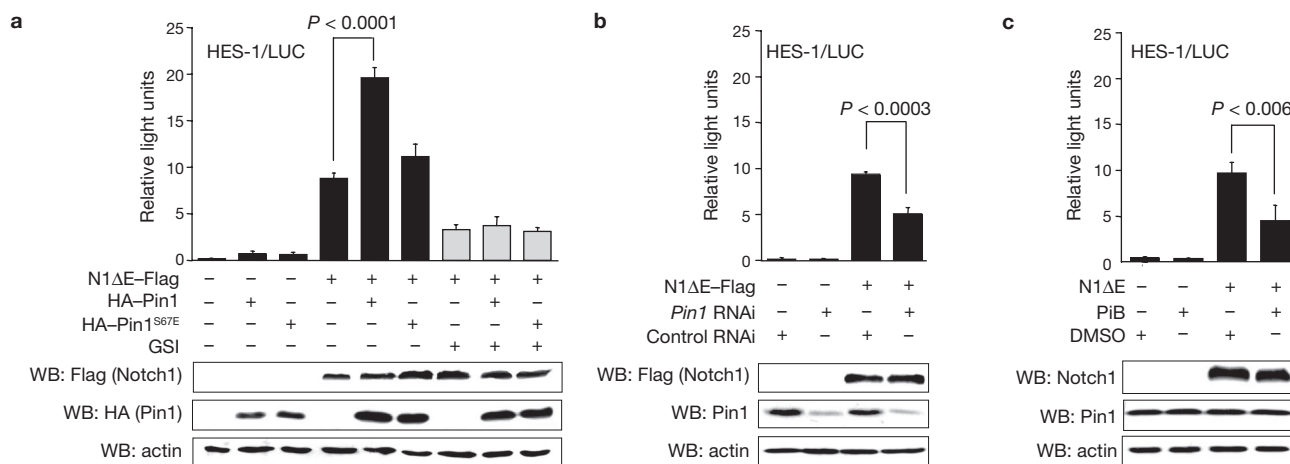 a
HES-1/LUC
P < 0.0001
Relative light units
25
20
15
10
5
0
N1ΔE–Flag – – – + + + + + +
HA–Pin1 – + – – + – – + –
HA–Pin1S67E – – + – – + – – +
GSI – – – – – – + + +
WB: Flag (Notch1)
WB: HA (Pin1)
WB: actin
b
HES-1/LUC
P < 0.0003
Relative light units
25
20
15
10
5
0
N1ΔE–Flag – – + +
Pin1 RNAi – + – +
Control RNAi + – + –
WB: Flag (Notch1)
WB: Pin1
WB: actin
c
HES-1/LUC
P < 0.006
Relative light units
25
20
15
10
5
0
N1ΔE – – + +
PiB – + – +
DMSO + – + –
WB: Notch1
WB: Pin1
WB: actin